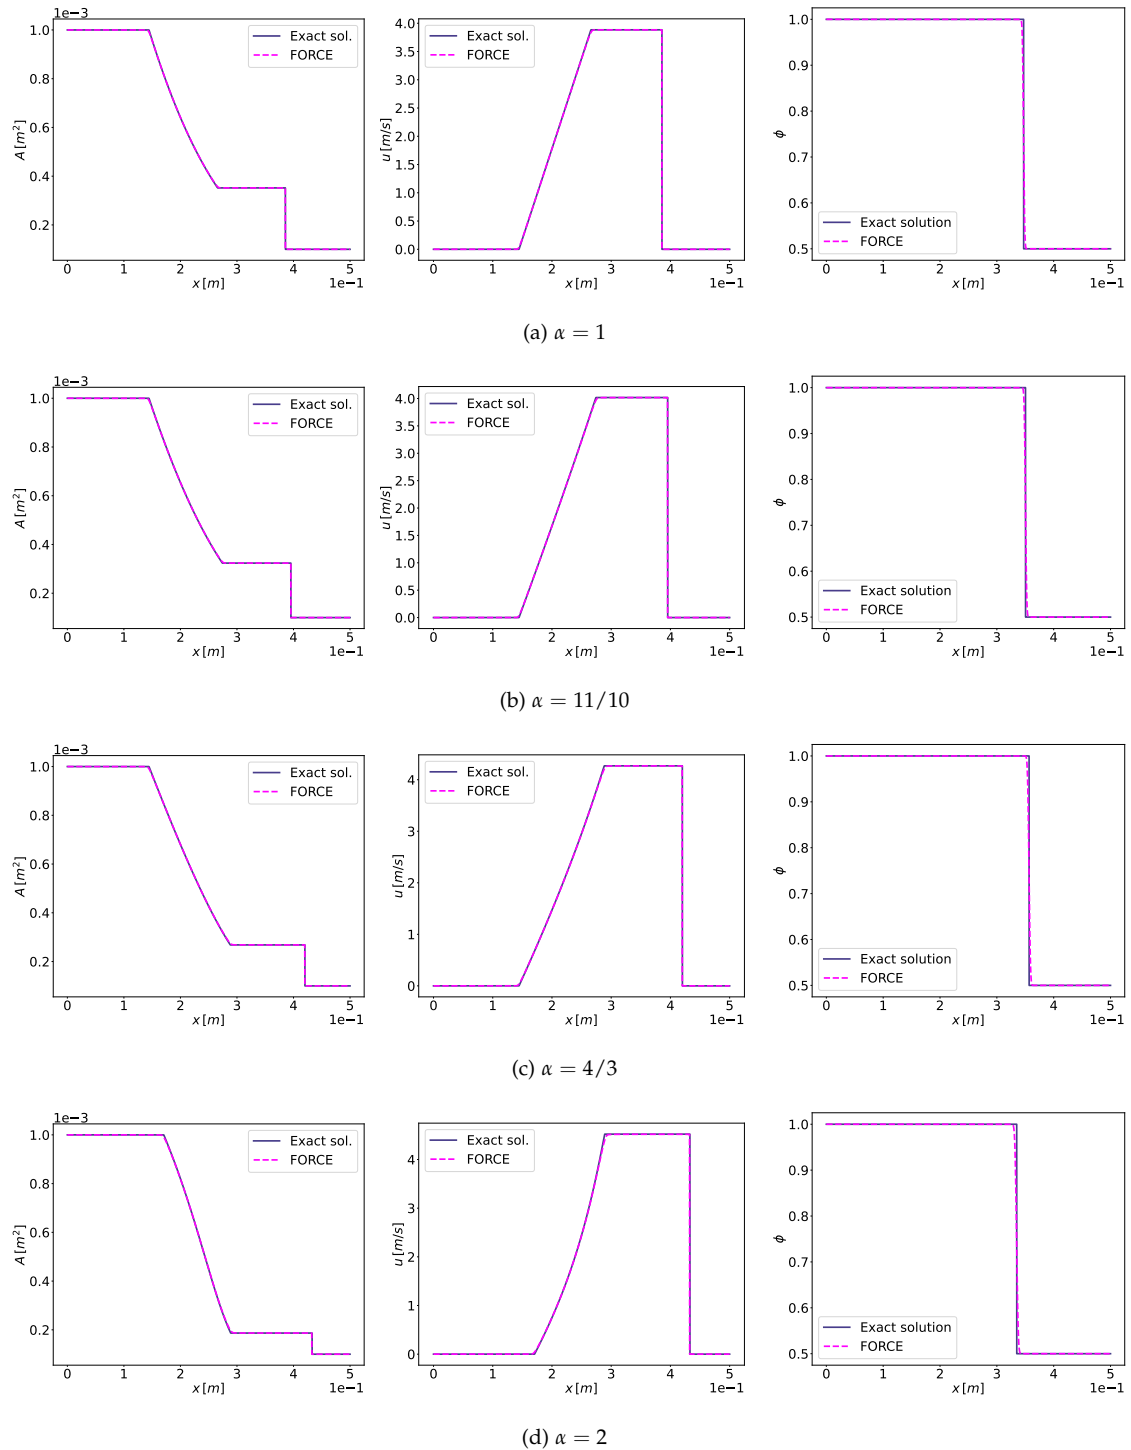 1e−3
1.0
0.8
0.6
0.4
0.2
A [m²]
0 1 2 3 4 5
1e−1
x [m]
Exact sol.
FORCE
4.0
3.5
3.0
2.5
2.0
1.5
1.0
0.5
0.0
u [m/s]
0 1 2 3 4 5
1e−1
x [m]
Exact sol.
FORCE
1.0
0.9
0.8
0.7
0.6
0.5
ϕ
0 1 2 3 4 5
1e−1
x [m]
Exact solution
FORCE
(a) α = 1
1e−3
1.0
0.8
0.6
0.4
0.2
A [m²]
0 1 2 3 4 5
1e−1
x [m]
Exact sol.
FORCE
4.0
3.5
3.0
2.5
2.0
1.5
1.0
0.5
0.0
u [m/s]
0 1 2 3 4 5
1e−1
x [m]
Exact sol.
FORCE
1.0
0.9
0.8
0.7
0.6
0.5
ϕ
0 1 2 3 4 5
1e−1
x [m]
Exact solution
FORCE
(b) α = 11/10
1e−3
1.0
0.8
0.6
0.4
0.2
A [m²]
0 1 2 3 4 5
1e−1
x [m]
Exact sol.
FORCE
4
3
2
1
0
u [m/s]
0 1 2 3 4 5
1e−1
x [m]
Exact sol.
FORCE
1.0
0.9
0.8
0.7
0.6
0.5
ϕ
0 1 2 3 4 5
1e−1
x [m]
Exact solution
FORCE
(c) α = 4/3
1e−3
1.0
0.8
0.6
0.4
0.2
A [m²]
0 1 2 3 4 5
1e−1
x [m]
Exact sol.
FORCE
4
3
2
1
0
u [m/s]
0 1 2 3 4 5
1e−1
x [m]
Exact sol.
FORCE
1.0
0.9
0.8
0.7
0.6
0.5
ϕ
0 1 2 3 4 5
1e−1
x [m]
Exact solution
FORCE
(d) α = 2